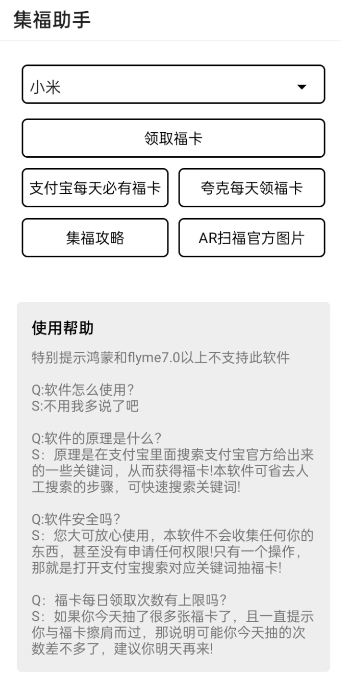 集福助手
小米
领取福卡
支付宝每天必有福卡
夸克每天领福卡
集福攻略
AR扫福官方图片
使用帮助
特别提示鸿蒙和flyme7.0以上不支持此软件
Q:软件怎么使用？
S:不用我多说了吧
Q:软件的原理是什么？
S：原理是在支付宝里面搜索支付宝官方给出来
的一些关键词，从而获得福卡!本软件可省去人
工搜索的步骤，可快速搜索关键词!
Q:软件安全吗？
S：您大可放心使用，本软件不会收集任何你的
东西，甚至没有申请任何权限!只有一个操作，
那就是打开支付宝搜索对应关键词抽福卡!
Q：福卡每日领取次数有上限吗？
S：如果你今天抽了很多张福卡了，且一直提示
你与福卡擦肩而过，那说明可能你今天抽的次
数差不多了，建议你明天再来!